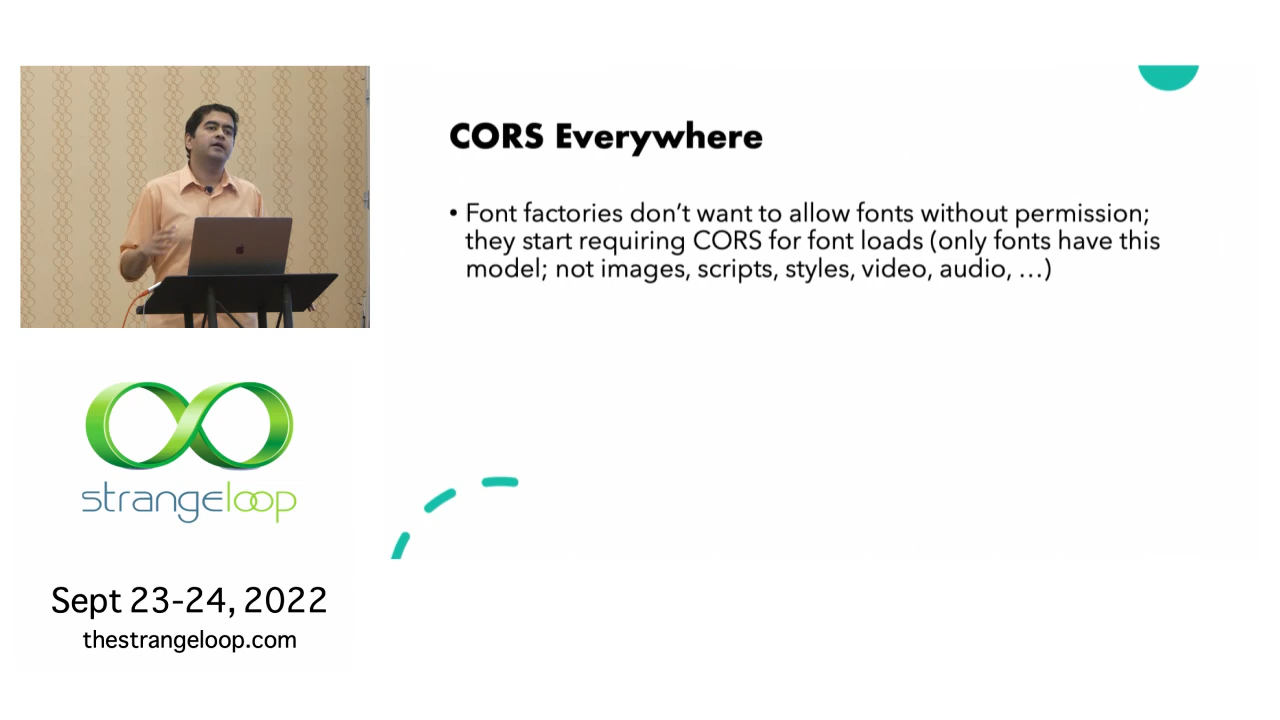 CORS Everywhere
• Font factories don’t want to allow fonts without permission;
they start requiring CORS for font loads (only fonts have this
model; not images, scripts, styles, video, audio, …)
strangeloop
Sept 23-24, 2022
thestrangeloop.com